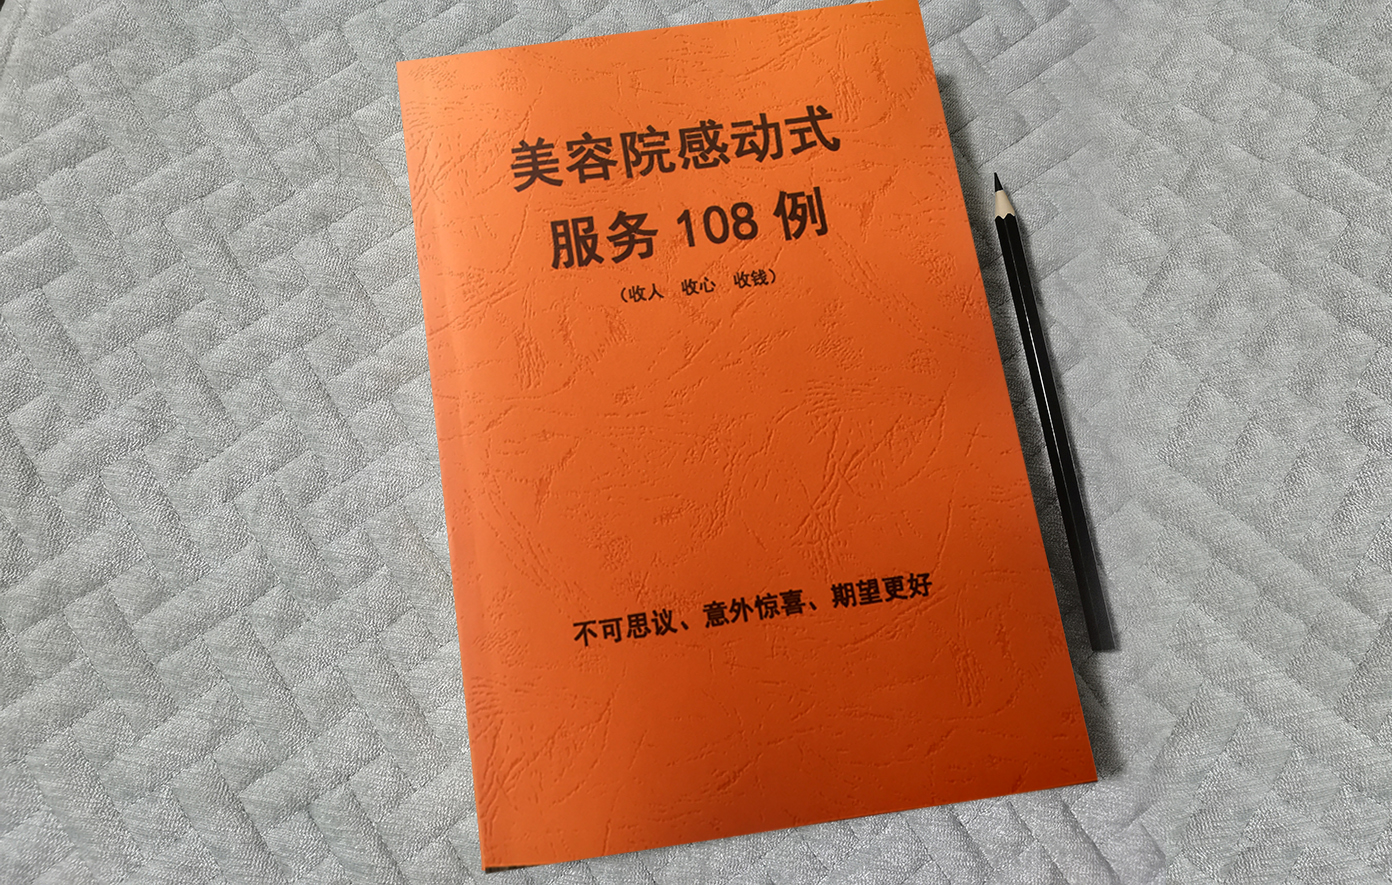 美容院感动式
服务 108 例
（收人 收心 收钱）
不可思议、意外惊喜、期望更好